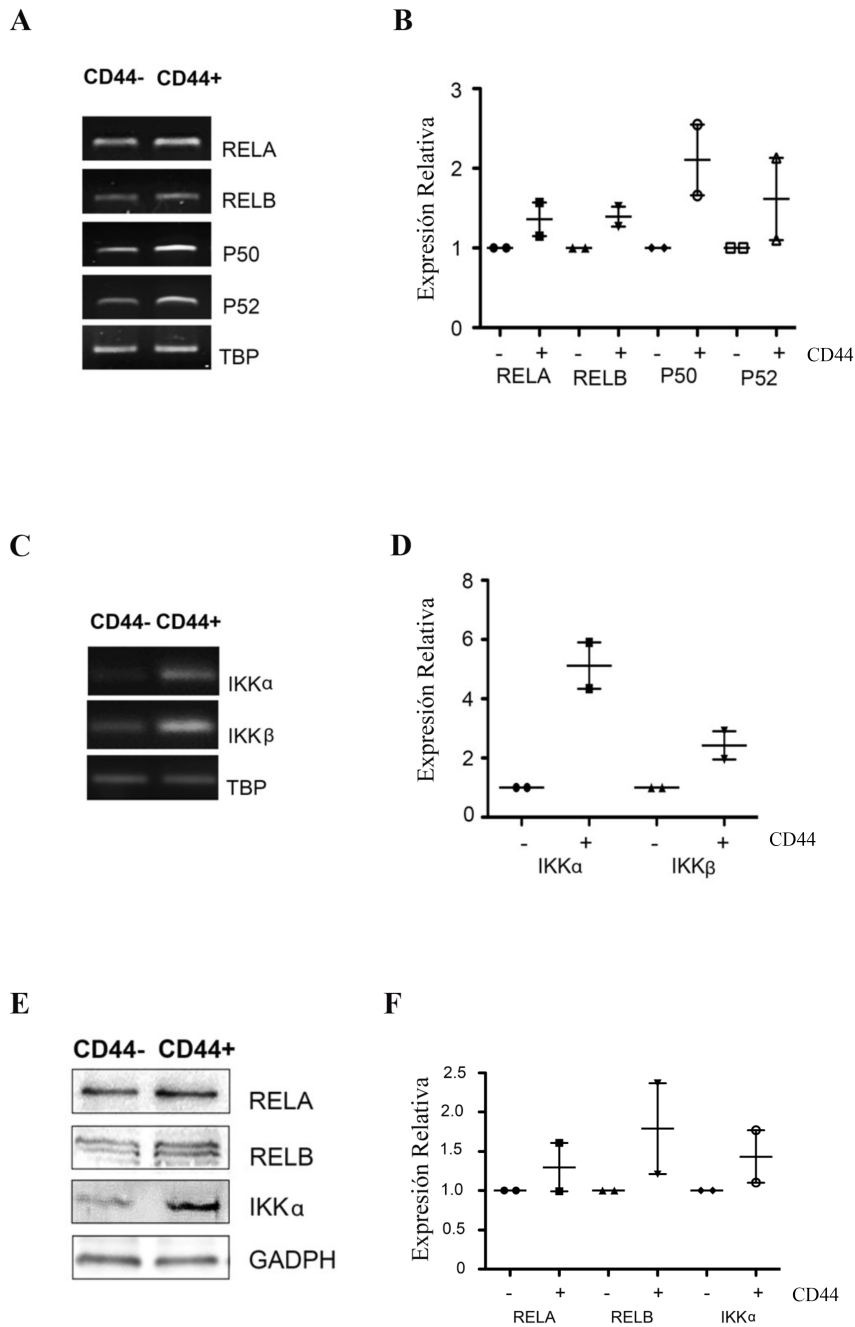 A
CD44- CD44+
RELA
RELB
P50
P52
TBP
B
Expresión Relativa
3
2
1
0
- + - + - + - + CD44
RELA RELB P50 P52
C
CD44- CD44+
IKKα
IKKβ
TBP
D
Expresión Relativa
8
6
4
2
0
- + - + CD44
IKKα IKKβ
E
CD44- CD44+
RELA
RELB
IKKα
GADPH
F
Expresión Relativa
2.5
2.0
1.5
1.0
0.5
0.0
- + - + - + CD44
RELA RELB IKKα